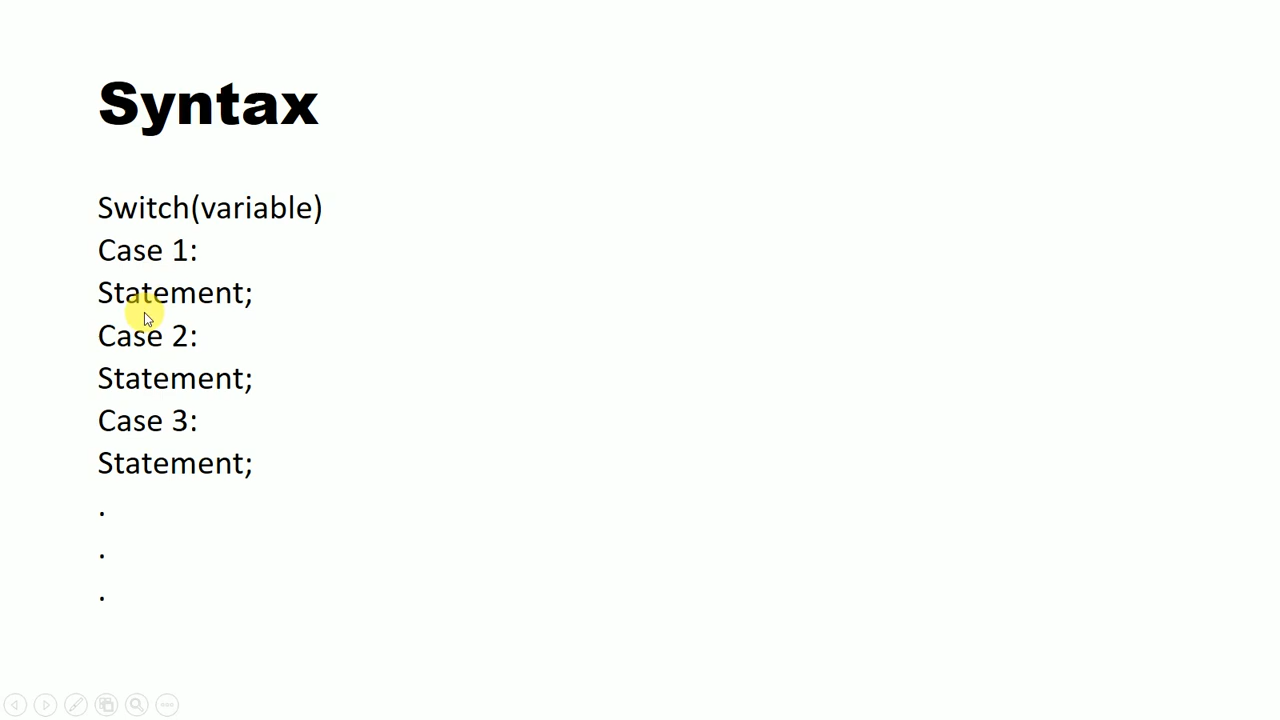 Syntax
Switch(variable)
Case 1:
Statement;
Case 2:
Statement;
Case 3:
Statement;
.
.
.